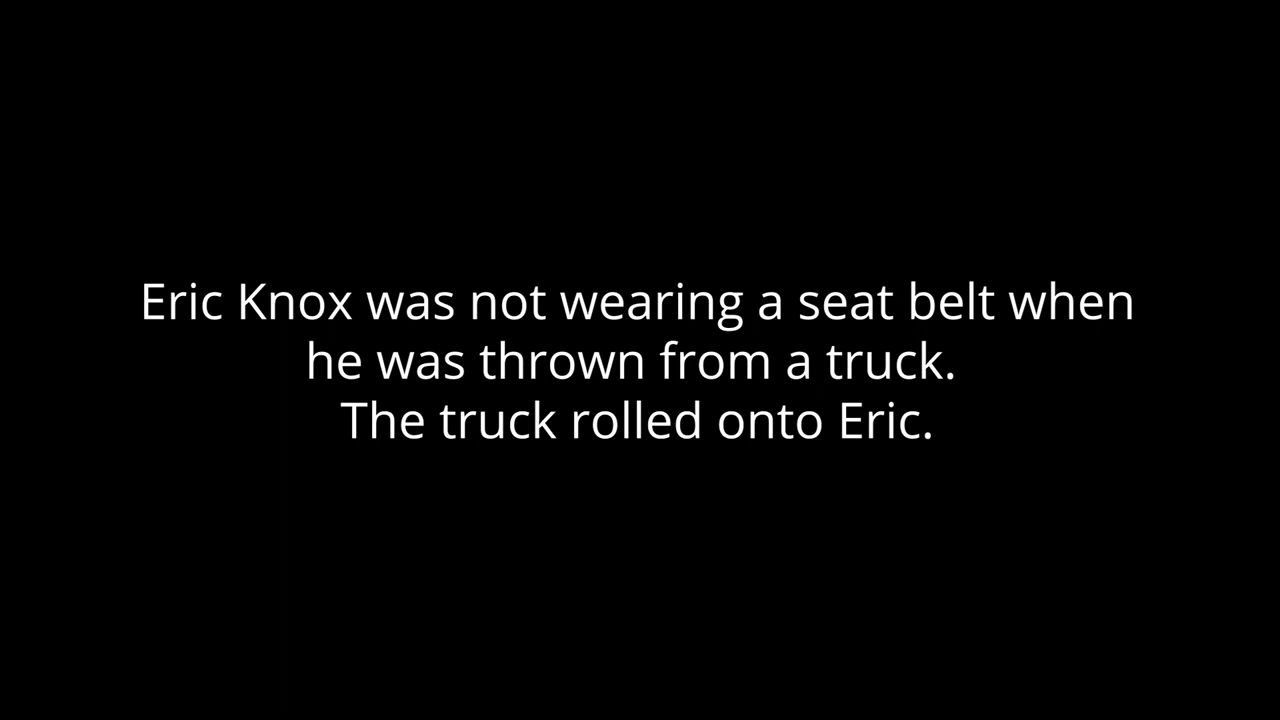 Eric Knox was not wearing a seat belt when
he was thrown from a truck.
The truck rolled onto Eric.